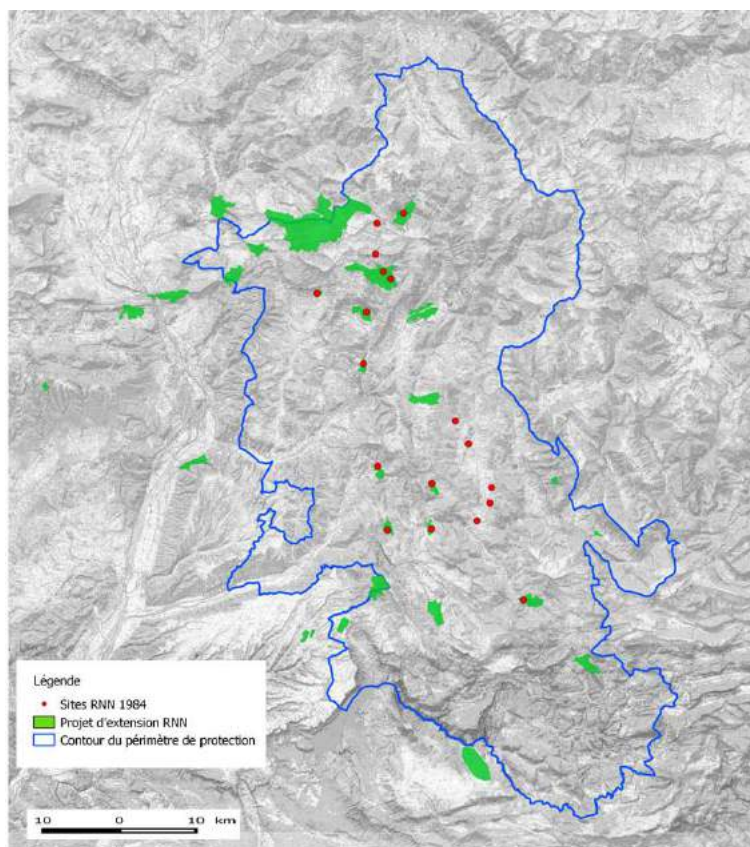 Légende
Sites RNN 1984
Projet d'extension RNN
Contour du périmètre de protection
10 0 10 km